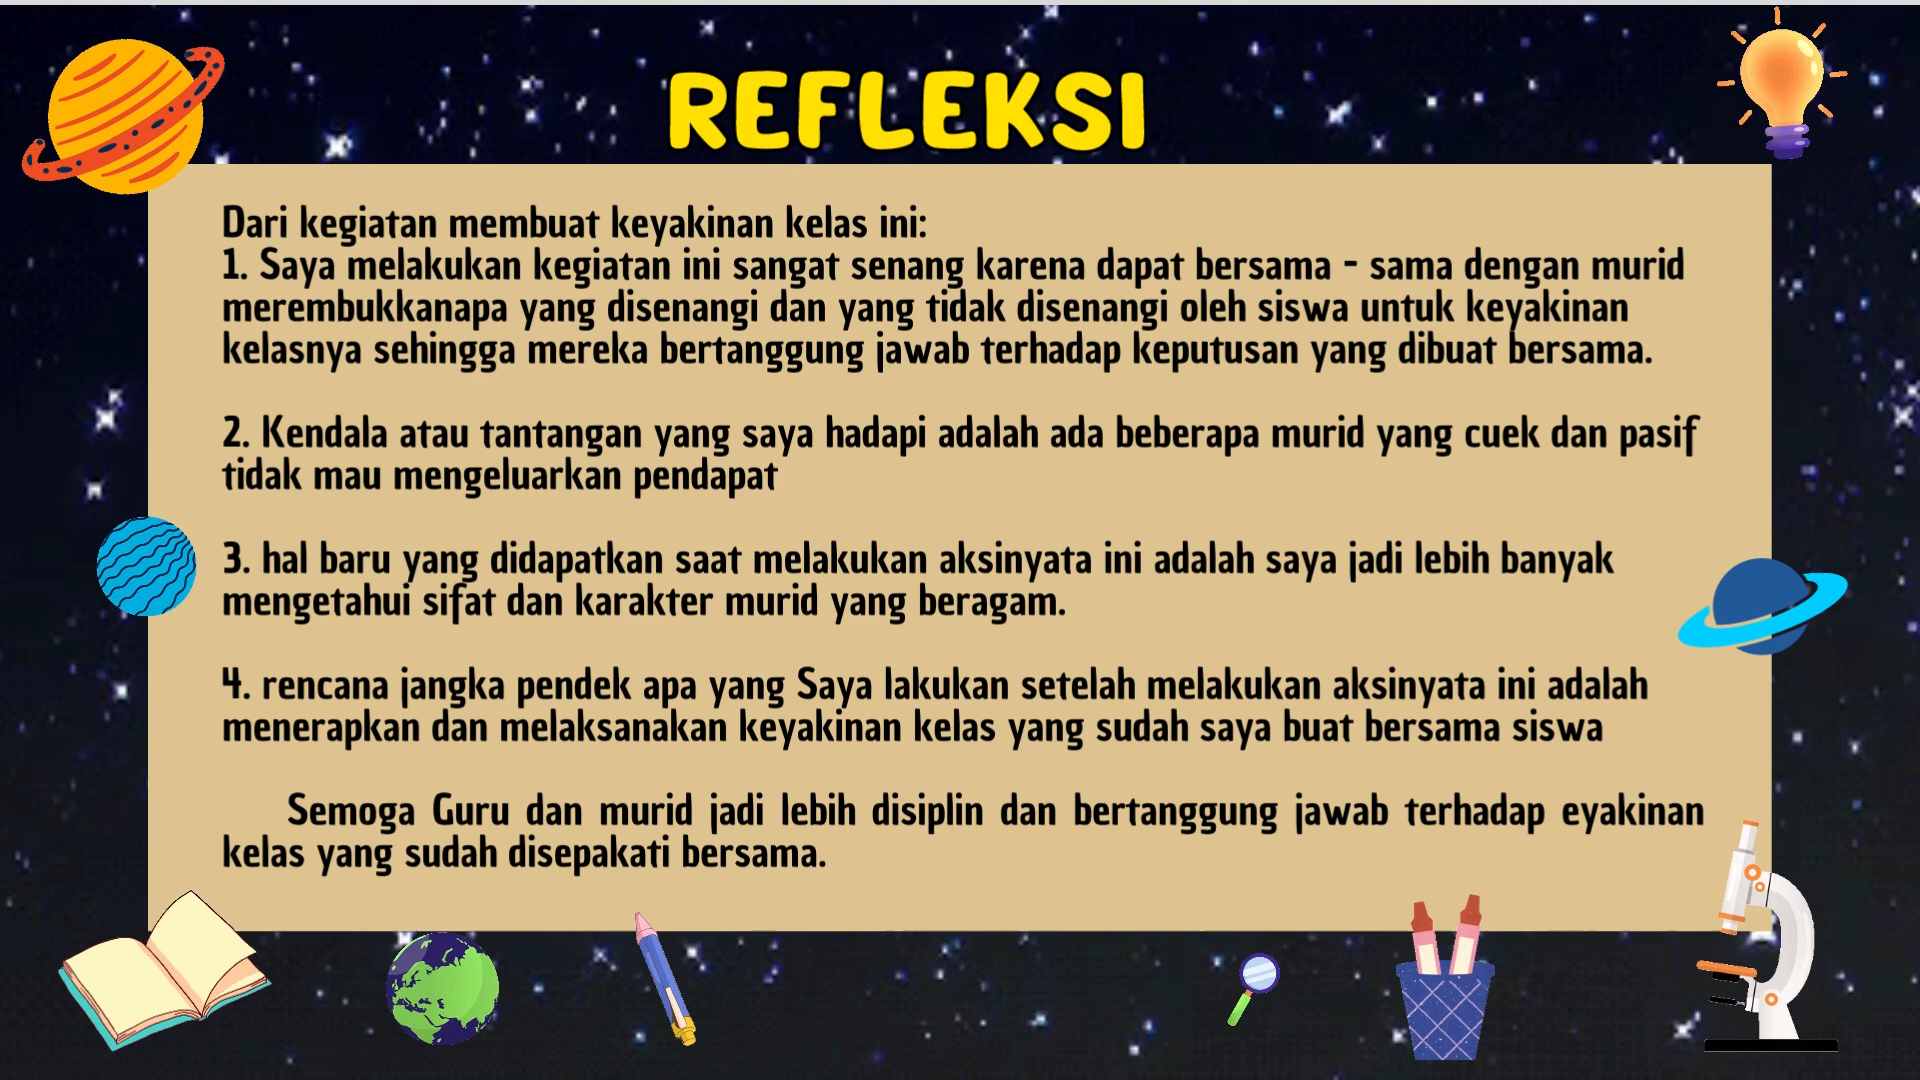 REFLEKSI
Dari kegiatan membuat keyakinan kelas ini:
1. Saya melakukan kegiatan ini sangat senang karena dapat bersama - sama dengan murid
merembukkanapa yang disenangi dan yang tidak disenangi oleh siswa untuk keyakinan
kelasnya sehingga mereka bertanggung jawab terhadap keputusan yang dibuat bersama.
2. Kendala atau tantangan yang saya hadapi adalah ada beberapa murid yang cuek dan pasif
tidak mau mengeluarkan pendapat
3. hal baru yang didapatkan saat melakukan aksinyata ini adalah saya jadi lebih banyak
mengetahui sifat dan karakter murid yang beragam.
4. rencana jangka pendek apa yang Saya lakukan setelah melakukan aksinyata ini adalah
menerapkan dan melaksanakan keyakinan kelas yang sudah saya buat bersama siswa
Semoga Guru dan murid jadi lebih disiplin dan bertanggung jawab terhadap eyakinan
kelas yang sudah disepakati bersama.